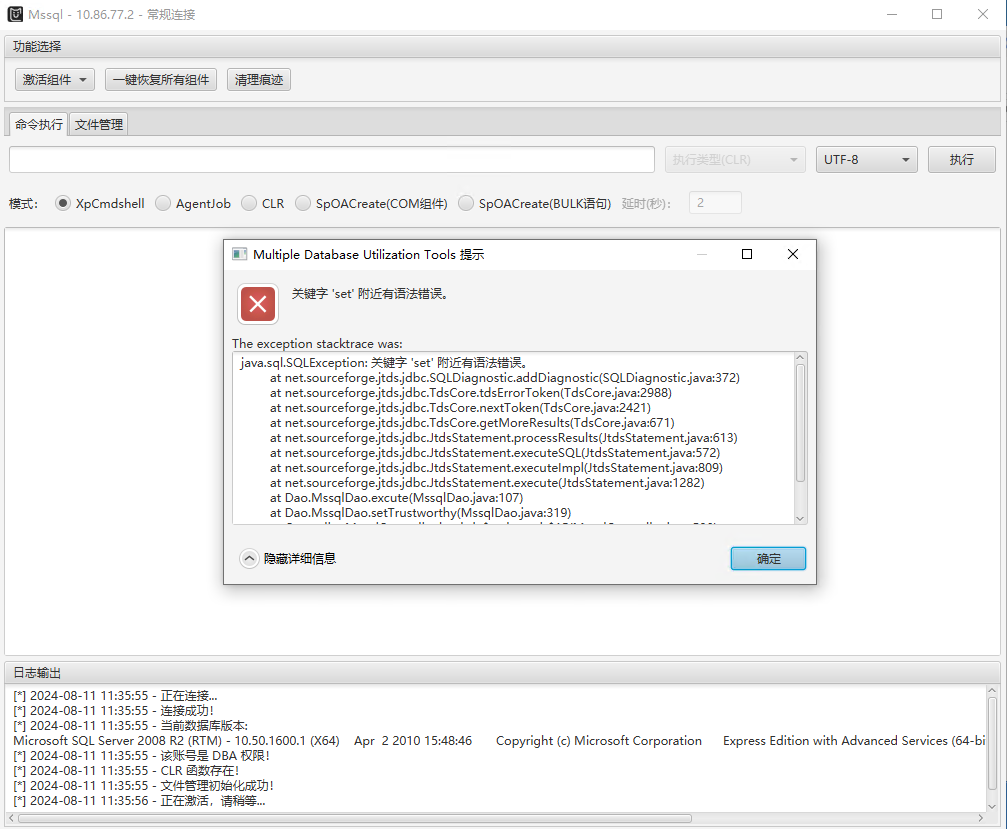 Mssql - 10.86.77.2 - 常规连接
功能选择
激活组件 一键恢复所有组件 清理痕迹
命令执行 文件管理
执行类型(CLR) UTF-8 执行
模式: XpCmdshell AgentJob CLR SpOACreate(COM组件) SpOACreate(BULK语句) 延时(秒): 2
Multiple Database Utilization Tools 提示
关键字 'set' 附近有语法错误。
The exception stacktrace was:
java.sql.SQLException: 关键字 'set' 附近有语法错误。
at net.sourceforge.jtds.jdbc.SQLDiagnostic.addDiagnostic(SQLDiagnostic.java:372)
at net.sourceforge.jtds.jdbc.TdsCore.tdsErrorToken(TdsCore.java:2988)
at net.sourceforge.jtds.jdbc.TdsCore.nextToken(TdsCore.java:2421)
at net.sourceforge.jtds.jdbc.TdsCore.getMoreResults(TdsCore.java:671)
at net.sourceforge.jtds.jdbc.JtdsStatement.processResults(JtdsStatement.java:613)
at net.sourceforge.jtds.jdbc.JtdsStatement.executeSQL(JtdsStatement.java:572)
at net.sourceforge.jtds.jdbc.JtdsStatement.executeImpl(JtdsStatement.java:809)
at net.sourceforge.jtds.jdbc.JtdsStatement.execute(JtdsStatement.java:1282)
at Dao.MssqlDao.excute(MssqlDao.java:107)
at Dao.MssqlDao.setTrustworthy(MssqlDao.java:319)
隐藏详细信息 确定
日志输出
[*] 2024-08-11 11:35:55 - 正在连接...
[*] 2024-08-11 11:35:55 - 连接成功!
[*] 2024-08-11 11:35:55 - 当前数据库版本:
Microsoft SQL Server 2008 R2 (RTM) - 10.50.1600.1 (X64) Apr 2 2010 15:48:46 Copyright (c) Microsoft Corporation Express Edition with Advanced Services (64-bi
[*] 2024-08-11 11:35:55 - 该账号是 DBA 权限!
[*] 2024-08-11 11:35:55 - CLR 函数存在!
[*] 2024-08-11 11:35:55 - 文件管理初始化成功!
[*] 2024-08-11 11:35:56 - 正在激活，请稍等...